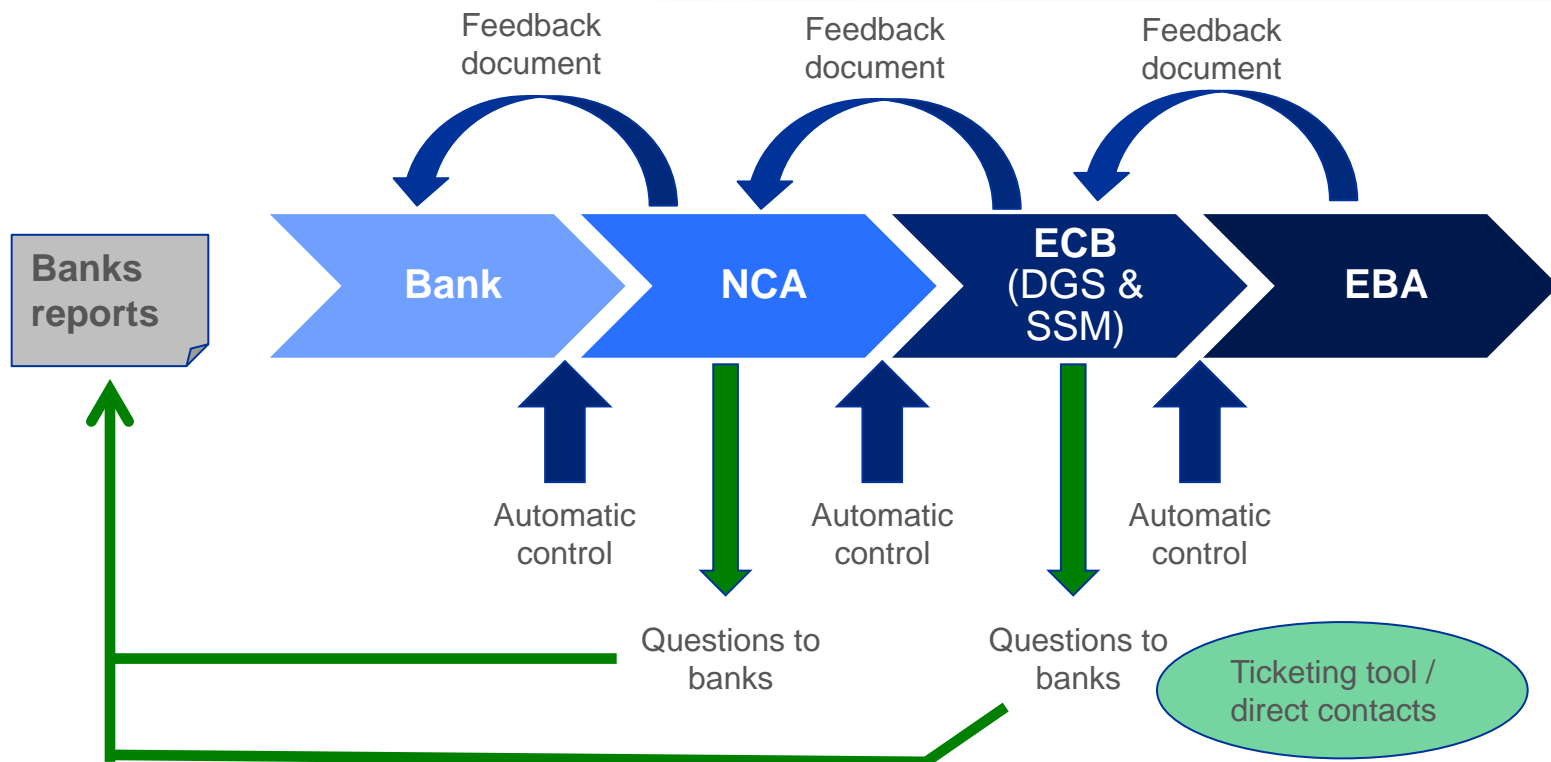 Feedback
document
Feedback
document
Feedback
document
Banks
reports
Bank
NCA
ECB
(DGS &
SSM)
EBA
Automatic
control
Automatic
control
Automatic
control
Questions to
banks
Questions to
banks
Ticketing tool /
direct contacts